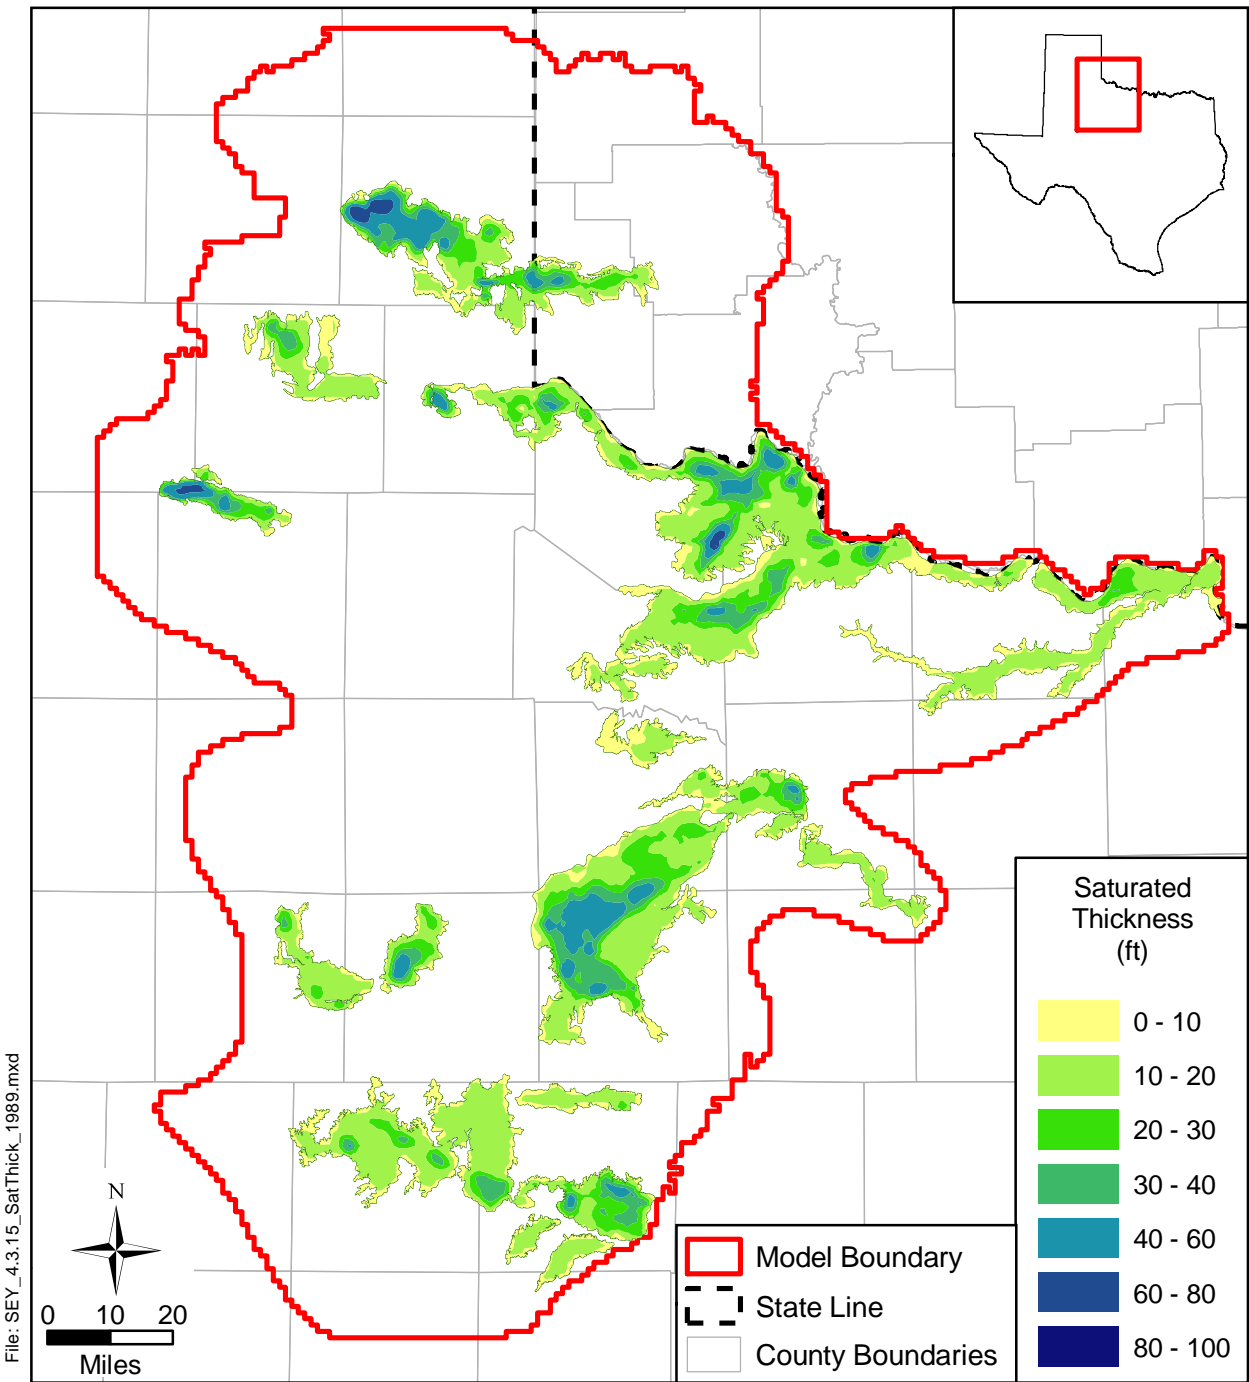 Saturated
Thickness
(ft)
0 - 10
10 - 20
20 - 30
30 - 40
40 - 60
60 - 80
80 - 100
Model Boundary
State Line
County Boundaries
N
0 10 20
Miles
File: SEY_4.3.15_SatThick_1989.mxd